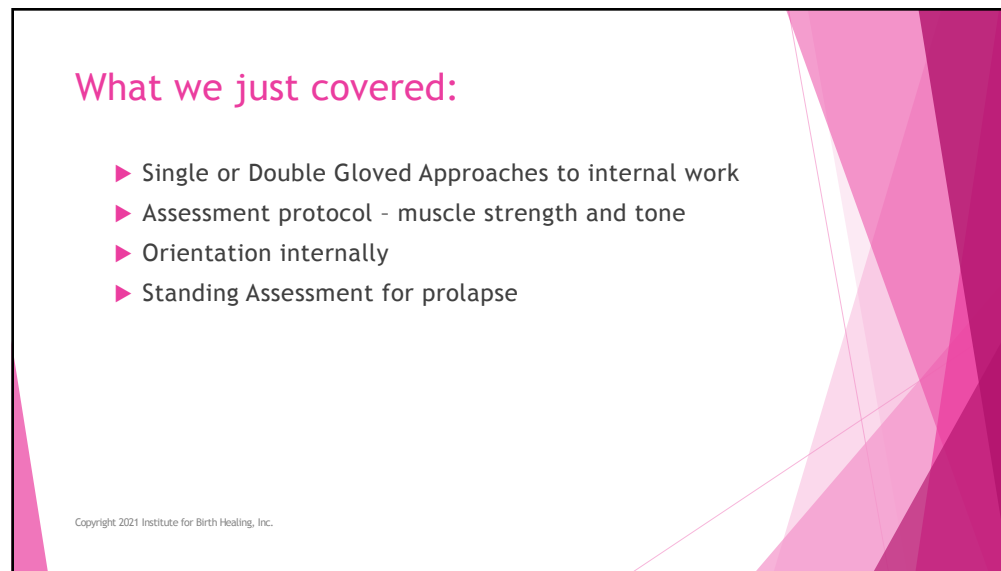 What we just covered:
▶ Single or Double Gloved Approaches to internal work
▶ Assessment protocol – muscle strength and tone
▶ Orientation internally
▶ Standing Assessment for prolapse
Copyright 2021 Institute for Birth Healing, Inc.